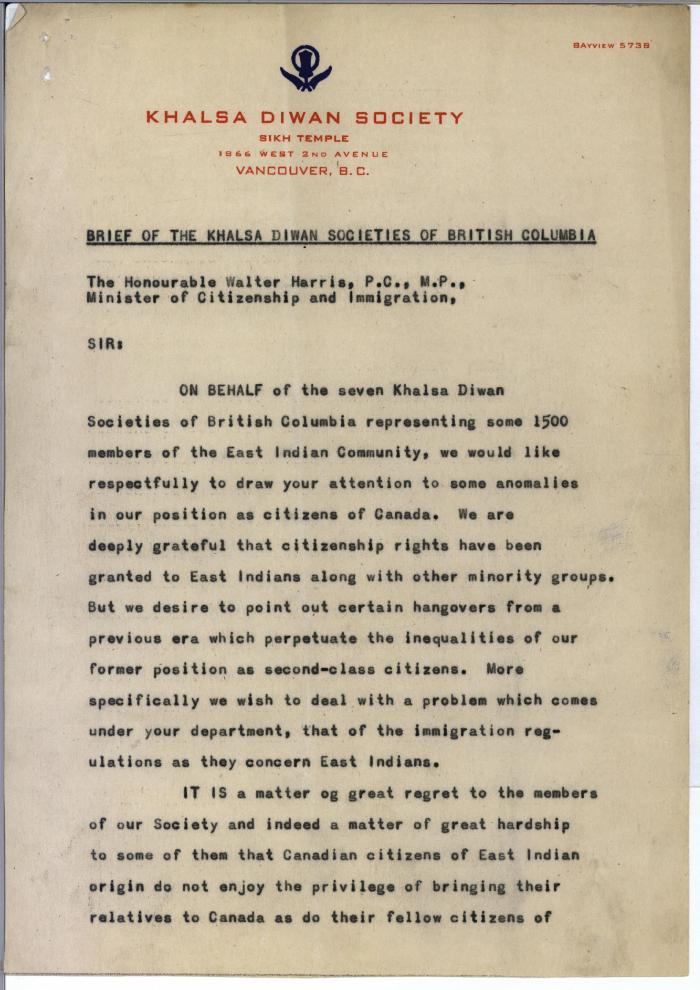 BAYVIEW 5738
KHALSA DIWAN SOCIETY
SIKH TEMPLE
1866 WEST 2ND AVENUE
VANCOUVER, B.C.
BRIEF OF THE KHALSA DIWAN SOCIETIES OF BRITISH COLUMBIA
The Honourable Walter Harris, P.C., M.P.,
Minister of Citizenship and Immigration,
SIR:
ON BEHALF of the seven Khalsa Diwan
Societies of British Columbia representing some 1500
members of the East Indian Community, we would like
respectfully to draw your attention to some anomalies
in our position as citizens of Canada. We are
deeply grateful that citizenship rights have been
granted to East Indians along with other minority groups.
But we desire to point out certain hangovers from a
previous era which perpetuate the inequalities of our
former position as second-class citizens. More
specifically we wish to deal with a problem which comes
under your department, that of the immigration reg-
ulations as they concern East Indians.
IT IS a matter og great regret to the members
of our Society and indeed a matter of great hardship
to some of them that Canadian citizens of East Indian
origin do not enjoy the privilege of bringing their
relatives to Canada as do their fellow citizens of